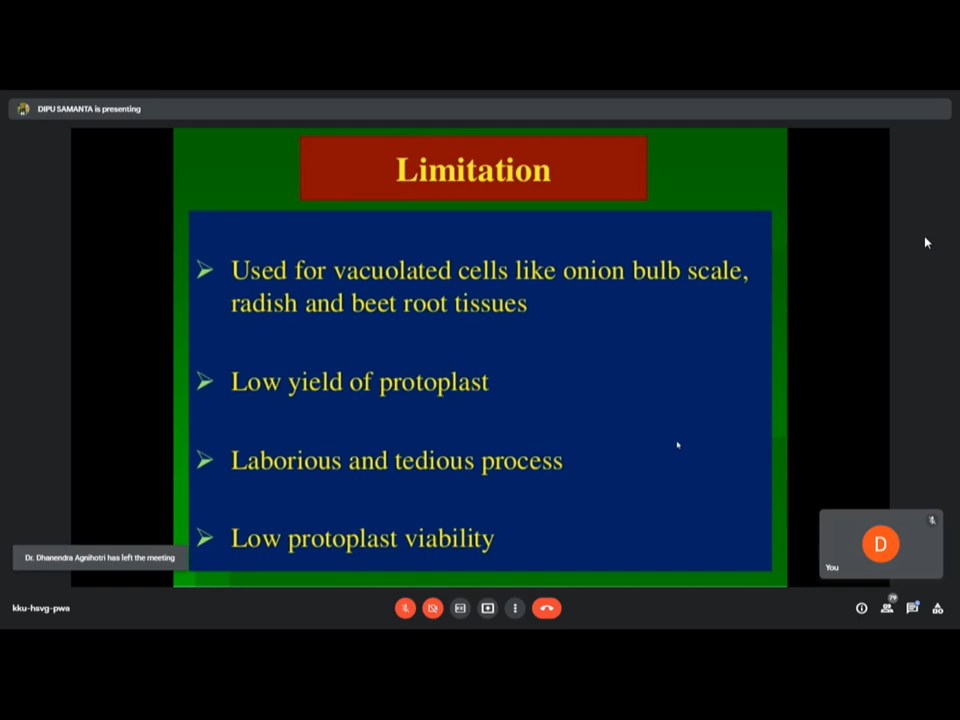 DIPU SAMANTA is presenting
Limitation
Used for vacuolated cells like onion bulb scale,
radish and beet root tissues
Low yield of protoplast
Laborious and tedious process
Low protoplast viability
Dr. Dhanendra Agnihotri has left the meeting
D
You
kku-hsvg-pwa
79